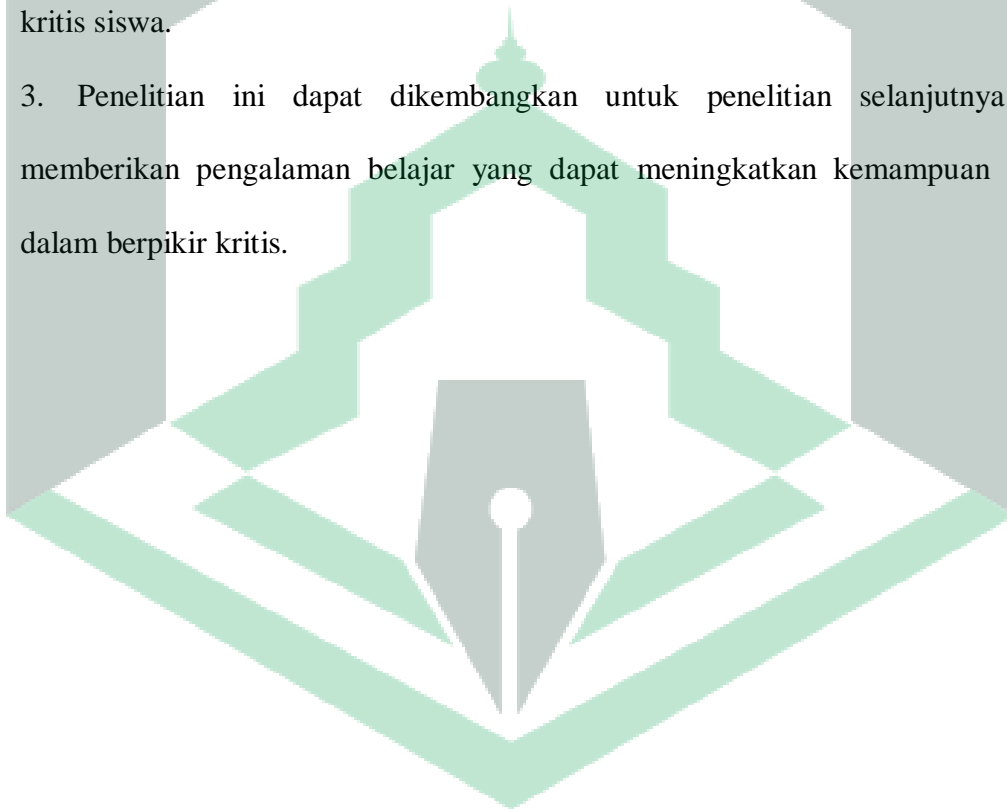 kritis siswa.
3. Penelitian ini dapat dikembangkan untuk penelitian selanjutnya
memberikan pengalaman belajar yang dapat meningkatkan kemampuan
dalam berpikir kritis.